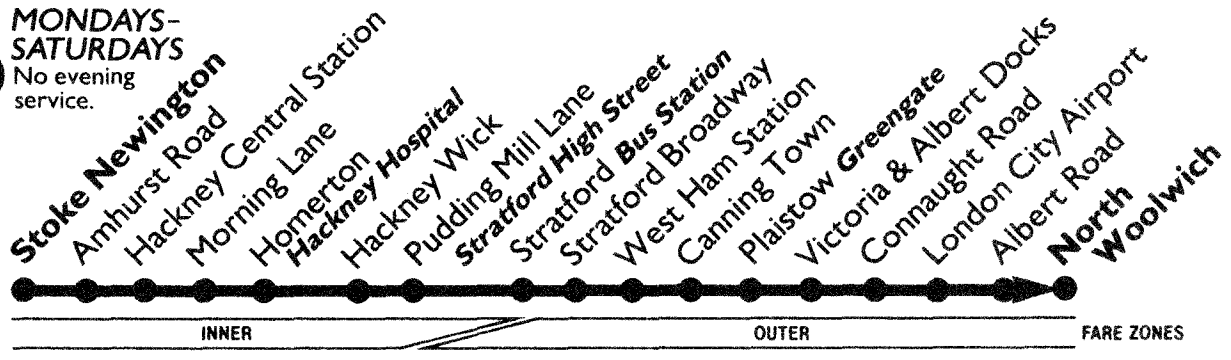 MONDAYS–
SATURDAYS
No evening
service.
Stoke Newington
Amhurst Road
Hackney Central Station
Morning Lane
Homerton
Hackney Hospital
Hackney Wick
Pudding Mill Lane
Stratford High Street
Stratford Bus Station
Stratford Broadway
West Ham Station
Canning Town
Plaistow Greengate
Victoria & Albert Docks
Connaught Road
London City Airport
Albert Road
North
Woolwich
INNER
OUTER
FARE ZONES